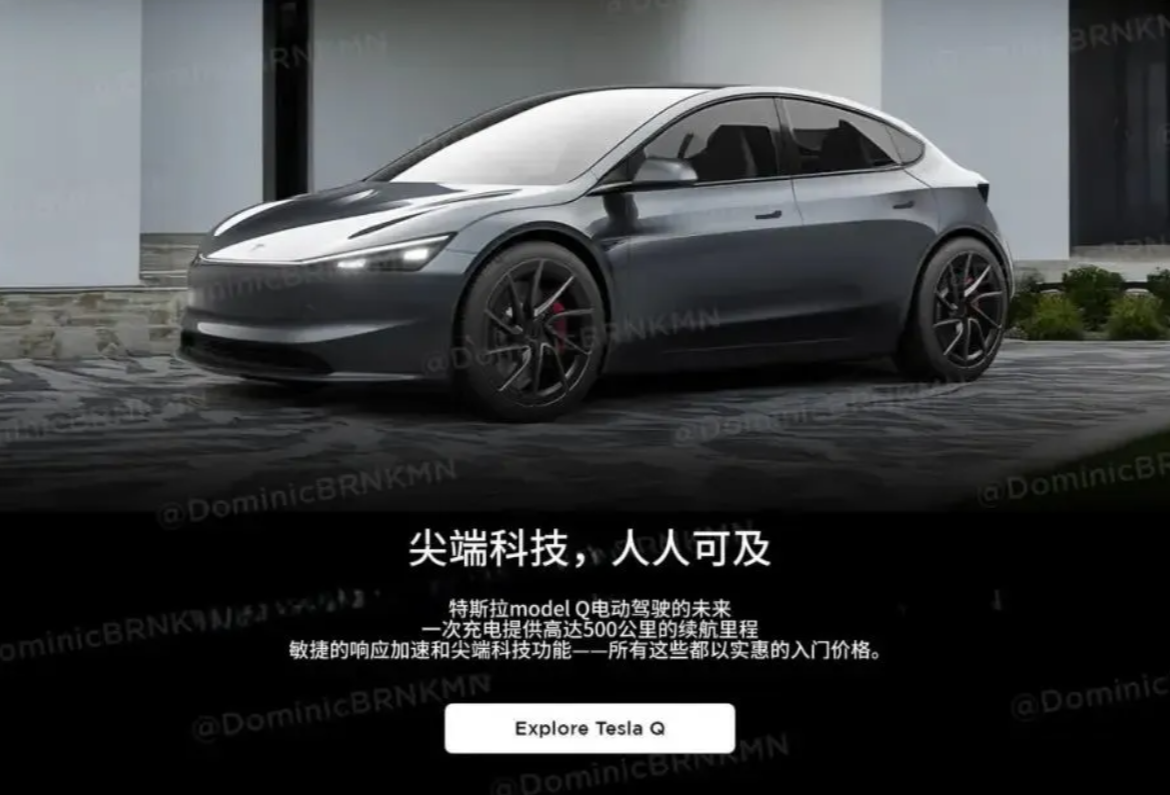 尖端科技，人人可及
特斯拉model Q电动驾驶的未来
一次充电提供高达500公里的续航里程
敏捷的响应加速和尖端科技功能——所有这些都以实惠的入门价格。
Explore Tesla Q
@DominicBRNKMN